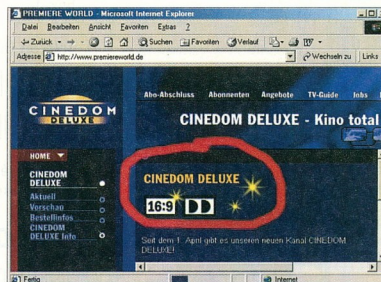 PREMIERE WORLD - Microsoft Internet Explorer
Datei Bearbeiten Ansicht Favoriten Extras ?
Zurück Suchen Favoriten Verlauf
Adresse http://www.premiereworld.de Wechseln zu Links
Abo-Abschluss Abonnenten Angebote TV-Guide Jobs
CINEDOM
DELUXE
CINEDOM DELUXE - Kino total
HOME
CINEDOM
DELUXE
Aktuell
Vorschau
Bestellinfos
CINEDOM
DELUXE Info
CINEDOM DELUXE
16:9 DD
Seit dem 1. April gibt es unseren neuen Kanal CINEDOM
DELUXE!
Fertig Internet